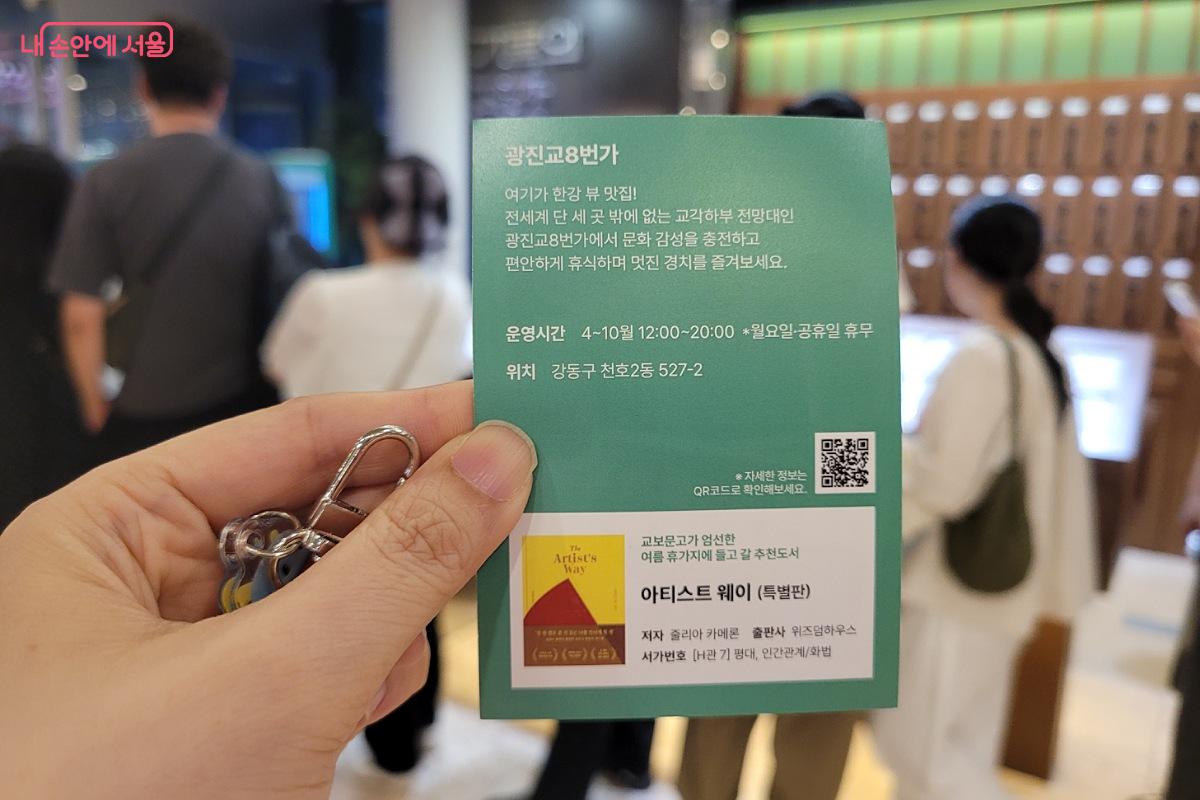 내 손안에 서울
광진교8번가
여기가 한강 뷰 맛집!
전세계 단 세 곳 밖에 없는 교각하부 전망대인
광진교8번가에서 문화 감성을 충전하고
편안하게 휴식하며 멋진 경치를 즐겨보세요.
운영시간 4~10월 12:00~20:00 *월요일·공휴일 휴무
위치 강동구 천호2동 527-2
※ 자세한 정보는
QR코드로 확인해보세요.
교보문고가 엄선한
여름 휴가지에 들고 갈 추천도서
The
Artist's
Way
아티스트 웨이 (특별판)
저자 줄리아 카메론 출판사 위즈덤하우스
서가번호 [H관 7] 평대, 인간관계/화법